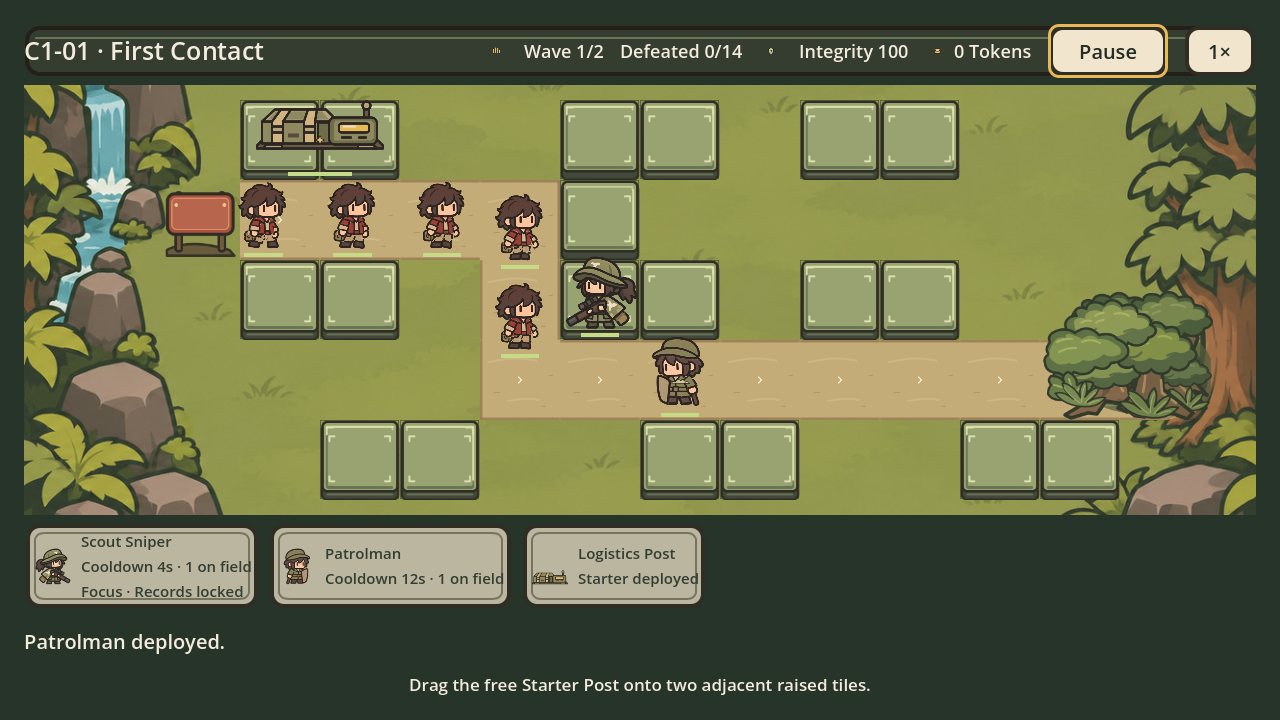 C1-01 · First Contact
Wave 1/2 Defeated 0/14 Integrity 100 0 Tokens Pause 1×
Scout Sniper
Cooldown 4s · 1 on field
Focus · Records locked
Patrolman
Cooldown 12s · 1 on field
Logistics Post
Starter deployed
Patrolman deployed.
Drag the free Starter Post onto two adjacent raised tiles.